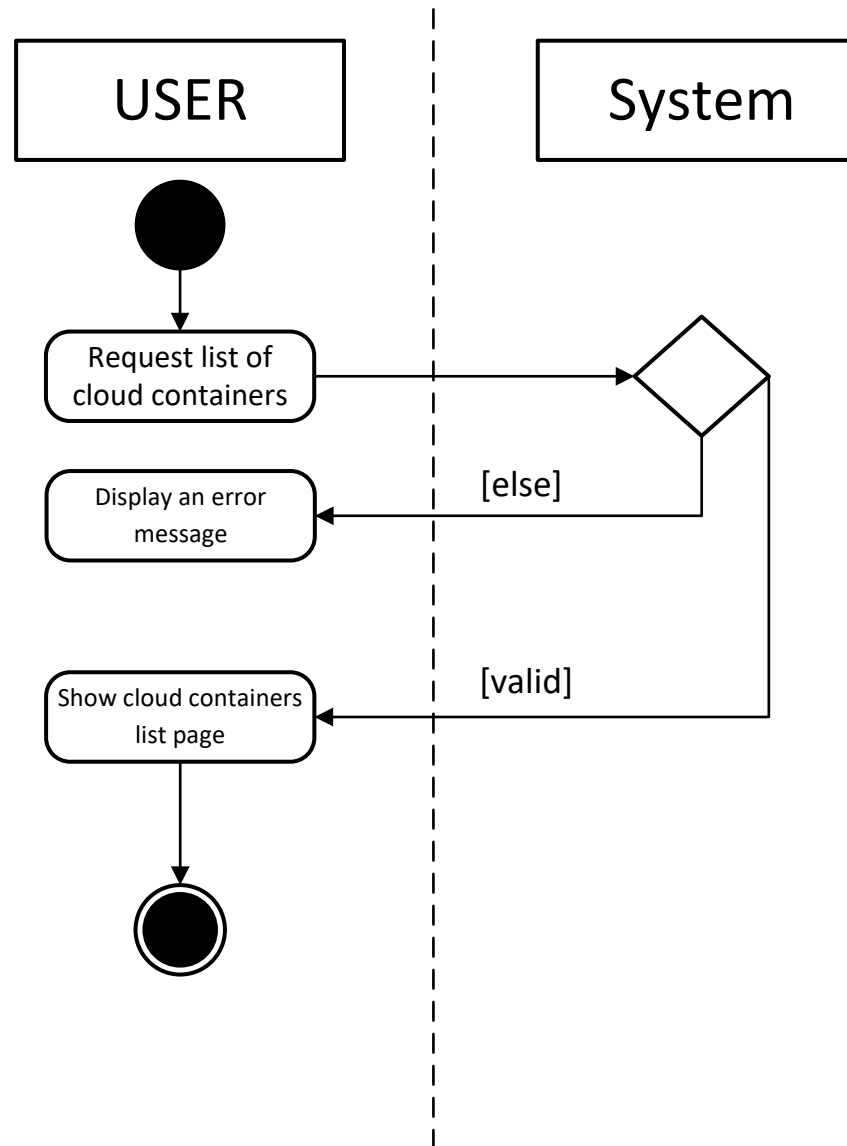 USER
System
Request list of
cloud containers
[else]
Display an error
message
[valid]
Show cloud containers
list page